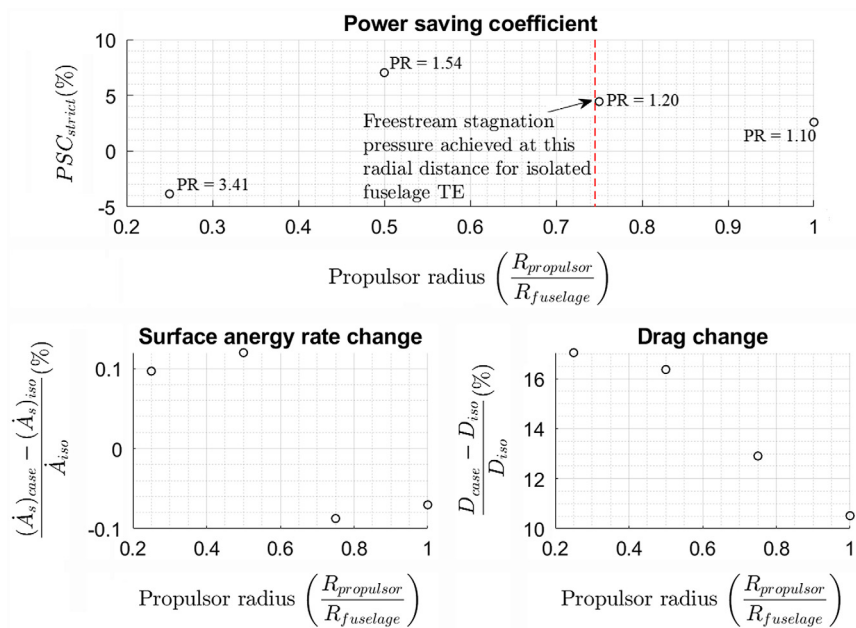 Power saving coefficient
PSC_strict(%)
10
5
0
-5
PR = 1.54
PR = 1.20
PR = 1.10
PR = 3.41
Freestream stagnation
pressure achieved at this
radial distance for isolated
fuselage TE
0.2 0.3 0.4 0.5 0.6 0.7 0.8 0.9 1
Propulsor radius (R_propulsor / R_fuselage)
Surface anergy rate change
((Ȧ_s)_case − (Ȧ_s)_iso) / Ȧ_iso (%)
0.1
0
-0.1
0.2 0.4 0.6 0.8 1
Propulsor radius (R_propulsor / R_fuselage)
Drag change
(D_case − D_iso) / D_iso (%)
16
14
12
10
0.2 0.4 0.6 0.8 1
Propulsor radius (R_propulsor / R_fuselage)